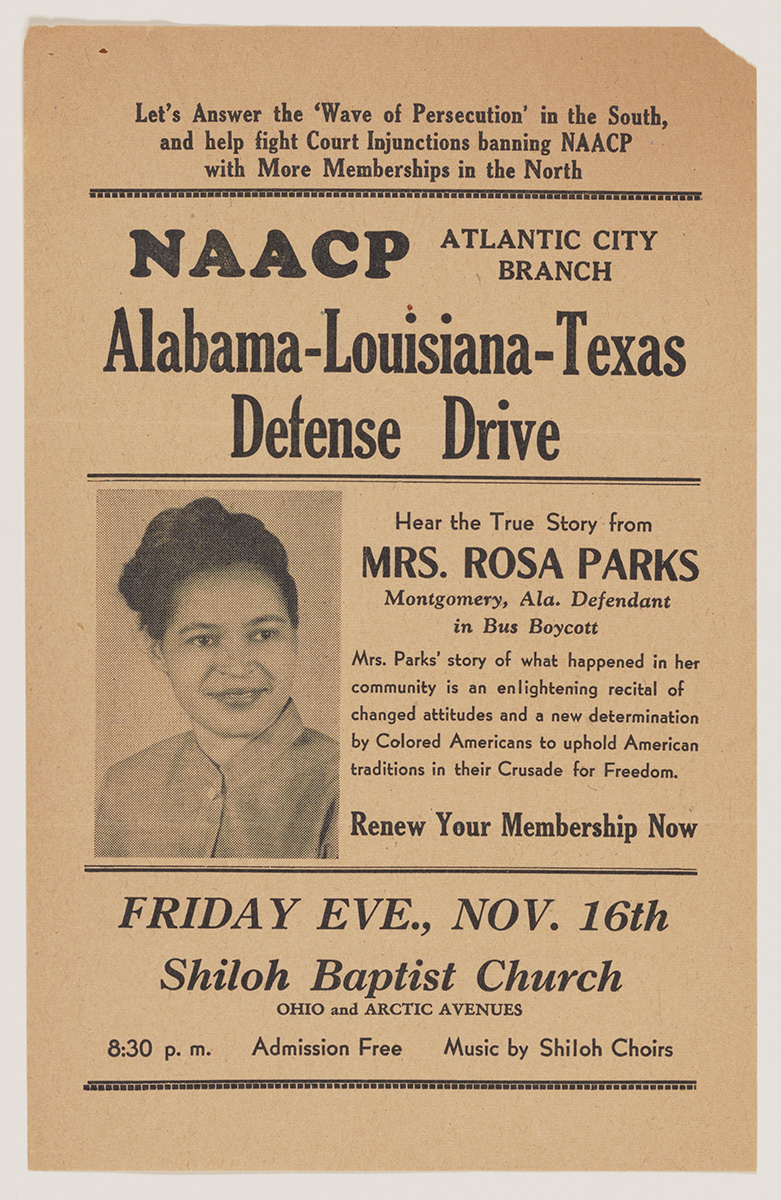 Let's Answer the 'Wave of Persecution' in the South,
and help fight Court Injunctions banning NAACP
with More Memberships in the North
NAACP ATLANTIC CITY
BRANCH
Alabama-Louisiana-Texas
Defense Drive
Hear the True Story from
MRS. ROSA PARKS
Montgomery, Ala. Defendant
in Bus Boycott
Mrs. Parks' story of what happened in her
community is an enlightening recital of
changed attitudes and a new determination
by Colored Americans to uphold American
traditions in their Crusade for Freedom.
Renew Your Membership Now
FRIDAY EVE., NOV. 16th
Shiloh Baptist Church
OHIO and ARCTIC AVENUES
8:30 p. m. Admission Free Music by Shiloh Choirs